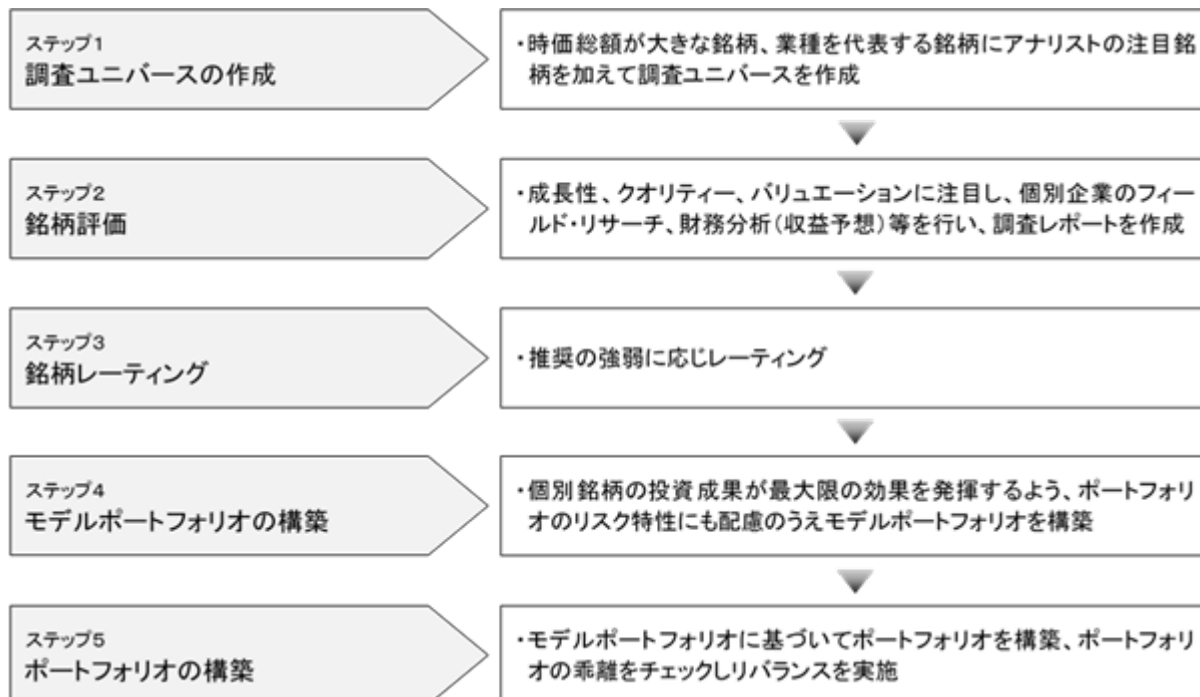 ステップ1
調査ユニバースの作成
・時価総額が大きな銘柄、業種を代表する銘柄にアナリストの注目銘
柄を加えて調査ユニバースを作成
ステップ2
銘柄評価
・成長性、クオリティー、バリュエーションに注目し、個別企業のフィー
ルド・リサーチ、財務分析(収益予想)等を行い、調査レポートを作成
ステップ3
銘柄レーティング
・推奨の強弱に応じレーティング
ステップ4
モデルポートフォリオの構築
・個別銘柄の投資成果が最大限の効果を発揮するよう、ポートフォリ
オのリスク特性にも配慮のうえモデルポートフォリオを構築
ステップ5
ポートフォリオの構築
・モデルポートフォリオに基づいてポートフォリオを構築、ポートフォリ
オの乖離をチェックしリバランスを実施